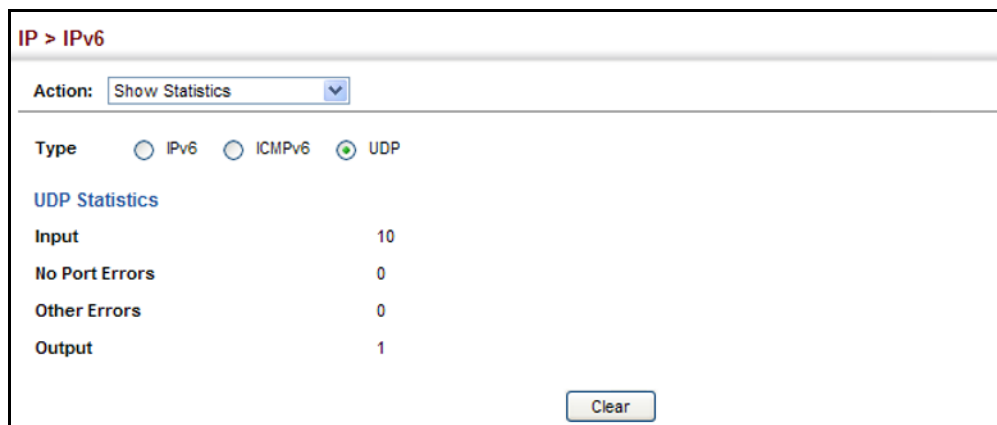 IP > IPv6
Action: Show Statistics
Type IPv6 ICMPv6 UDP
UDP Statistics
Input 10
No Port Errors 0
Other Errors 0
Output 1
Clear